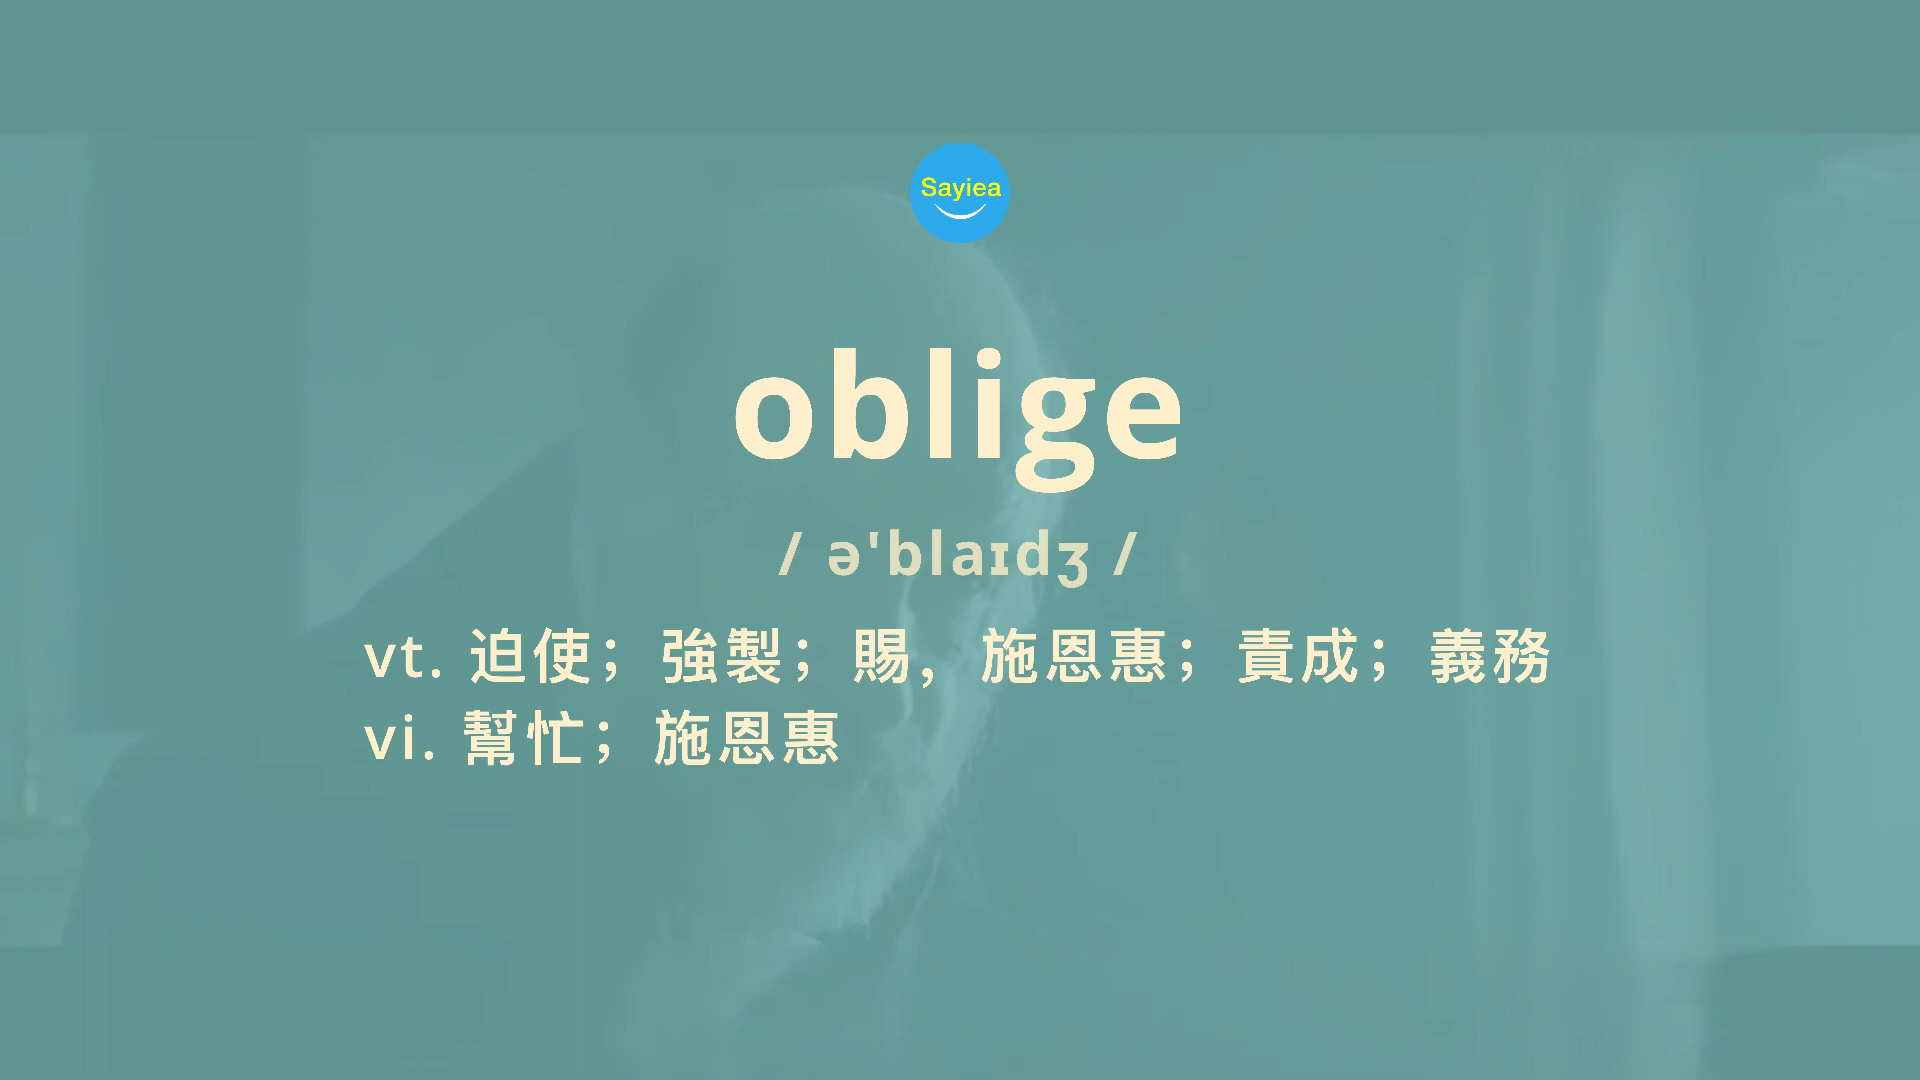 Sayiea
oblige
/ ə'blaɪdʒ /
vt. 迫使；強製；賜，施恩惠；責成；義務
vi. 幫忙；施恩惠